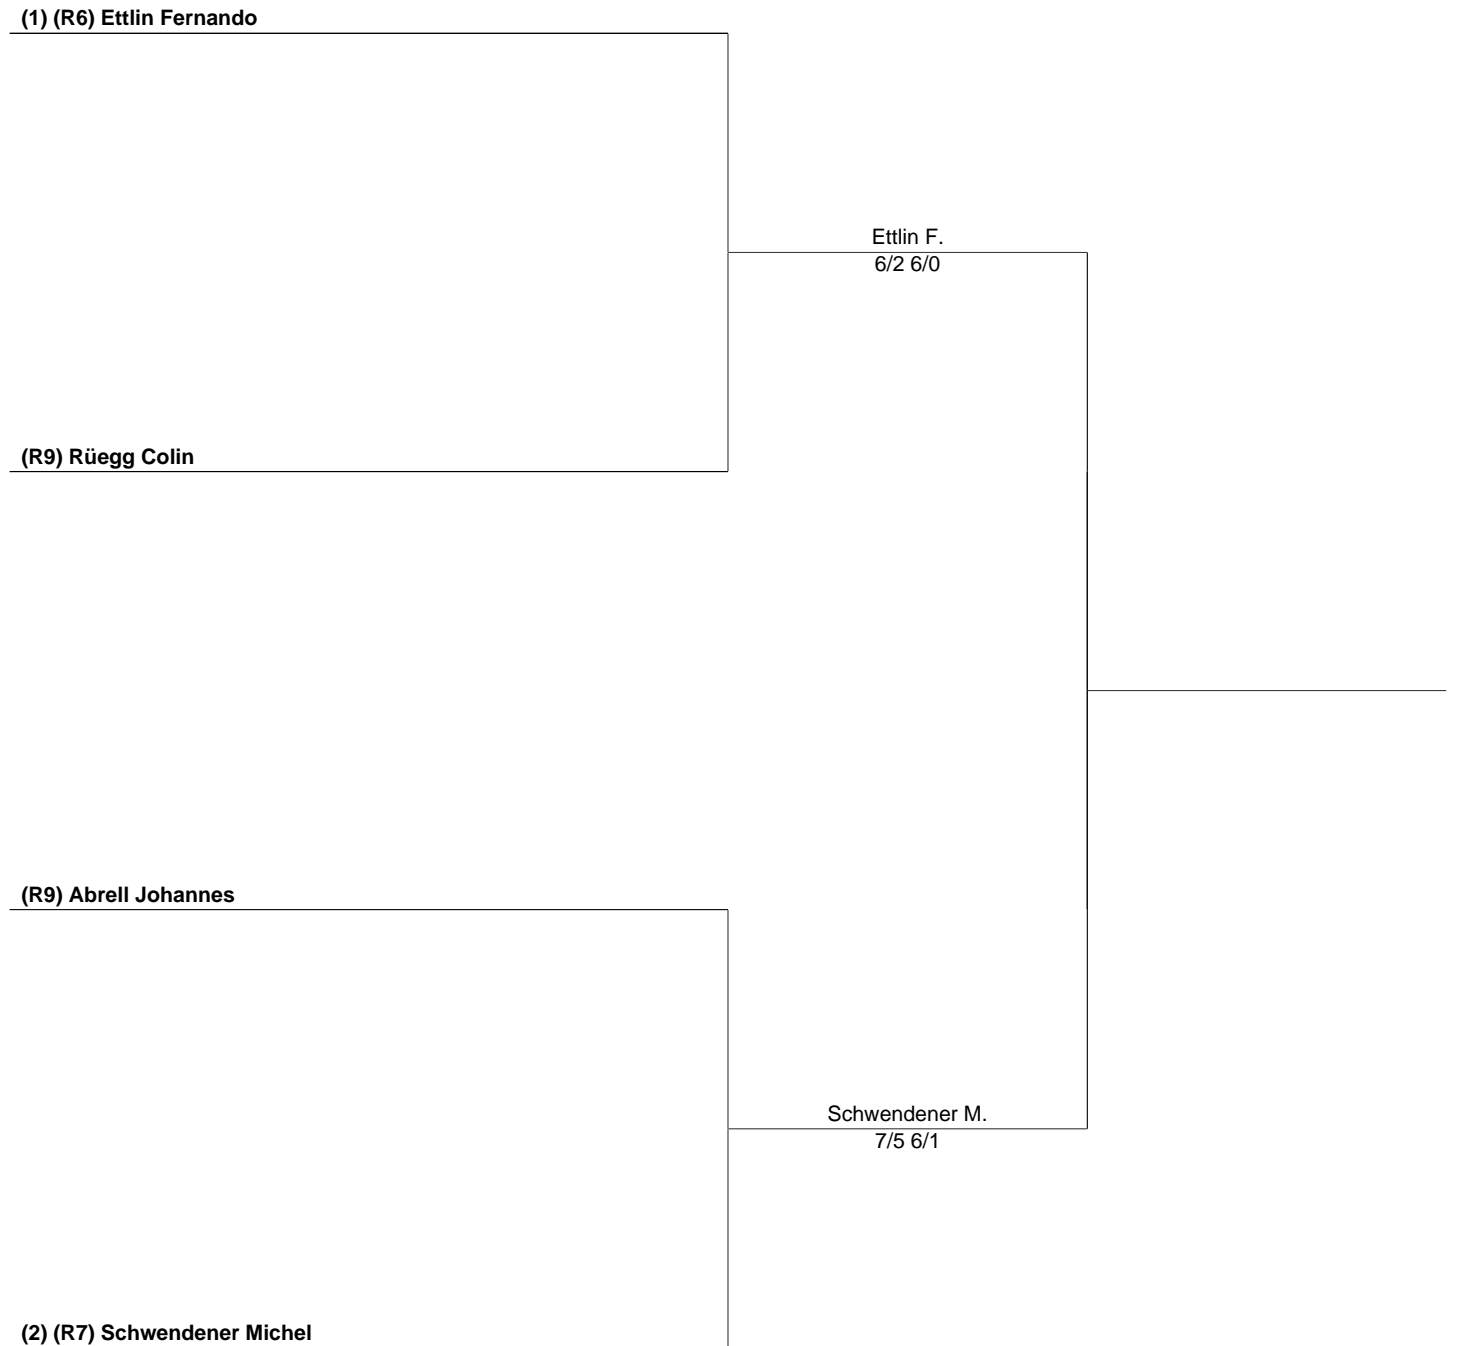 (1) (R6) Ettlin Fernando
Ettlin F.
6/2 6/0
(R9) Rüegg Colin
(R9) Abrell Johannes
Schwendener M.
7/5 6/1
(2) (R7) Schwendener Michel